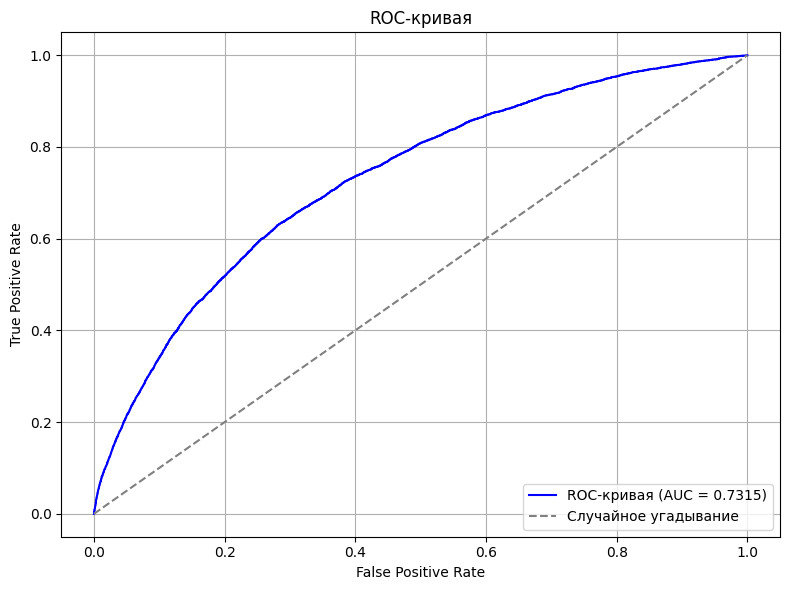 ROC-кривая
True Positive Rate
1.0
0.8
0.6
0.4
0.2
0.0
ROC-кривая (AUC = 0.7315)
Случайное угадывание
0.0 0.2 0.4 0.6 0.8 1.0
False Positive Rate